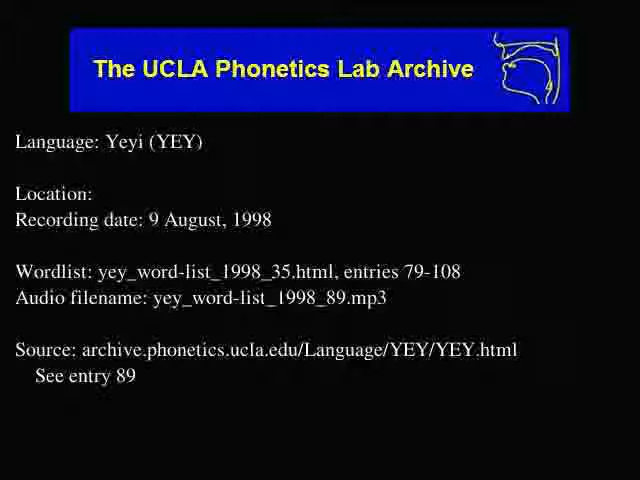 The UCLA Phonetics Lab Archive
Language: Yeyi (YEY)
Location:
Recording date: 9 August, 1998
Wordlist: yey_word-list_1998_35.html, entries 79-108
Audio filename: yey_word-list_1998_89.mp3
Source: archive.phonetics.ucla.edu/Language/YEY/YEY.html
See entry 89